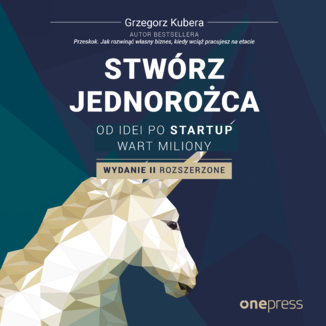 Grzegorz Kubera
AUTOR BESTSELLERA
Przeskok. Jak rozwinąć własny biznes, kiedy wciąż pracujesz na etacie
STWÓRZ
JEDNOROŻCA
OD IDEI PO STARTUP
WART MILIONY
WYDANIE II ROZSZERZONE
onepress